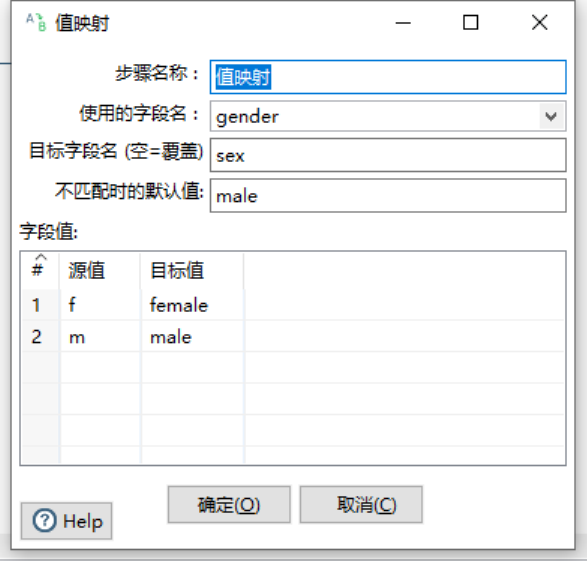 值映射
步骤名称：值映射
使用的字段名：gender
目标字段名 (空=覆盖) sex
不匹配时的默认值: male
字段值:
# 源值 目标值
1 f female
2 m male
确定(O) 取消(C)
Help